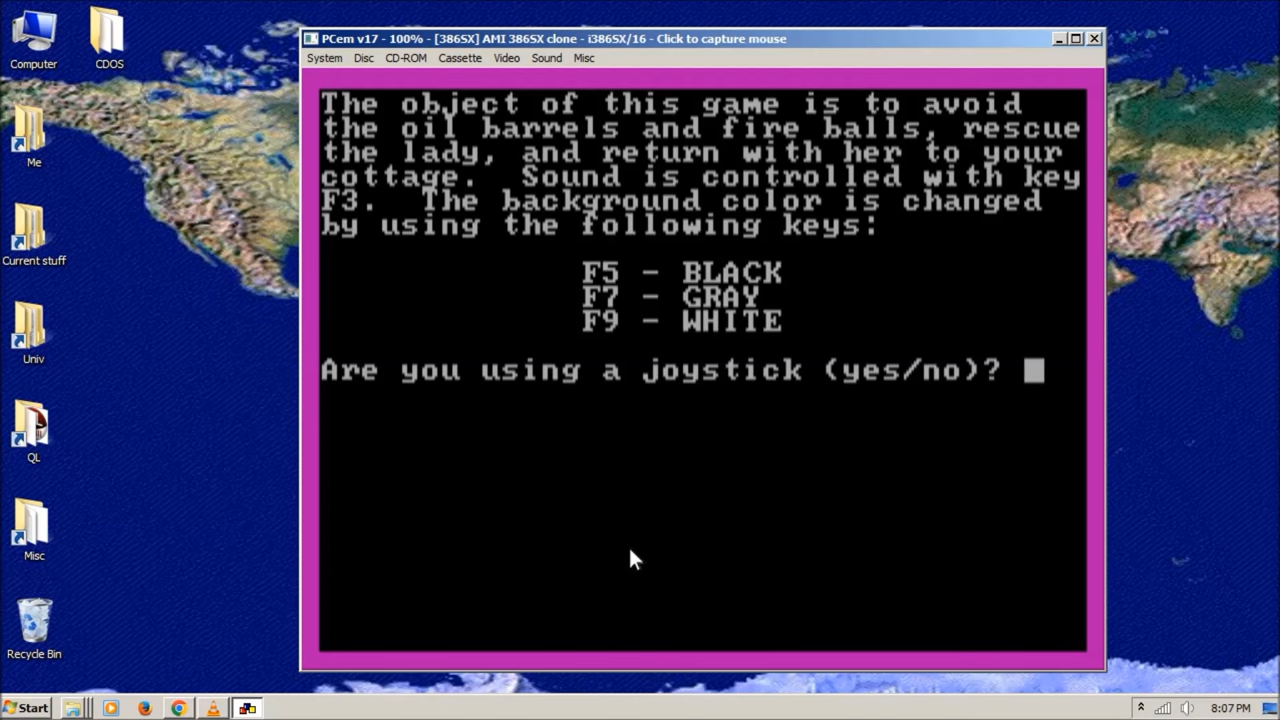 Computer
CDOS
Me
Current stuff
Univ
QL
Misc
Recycle Bin
PCem v17 - 100% - [386SX] AMI 386SX clone - i386SX/16 - Click to capture mouse
System Disc CD-ROM Cassette Video Sound Misc
The object of this game is to avoid
the oil barrels and fire balls, rescue
the lady, and return with her to your
cottage.  Sound is controlled with key
F3.  The background color is changed
by using the following keys:
F5 - BLACK
F7 - GRAY
F9 - WHITE
Are you using a joystick (yes/no)?
Start
8:07 PM